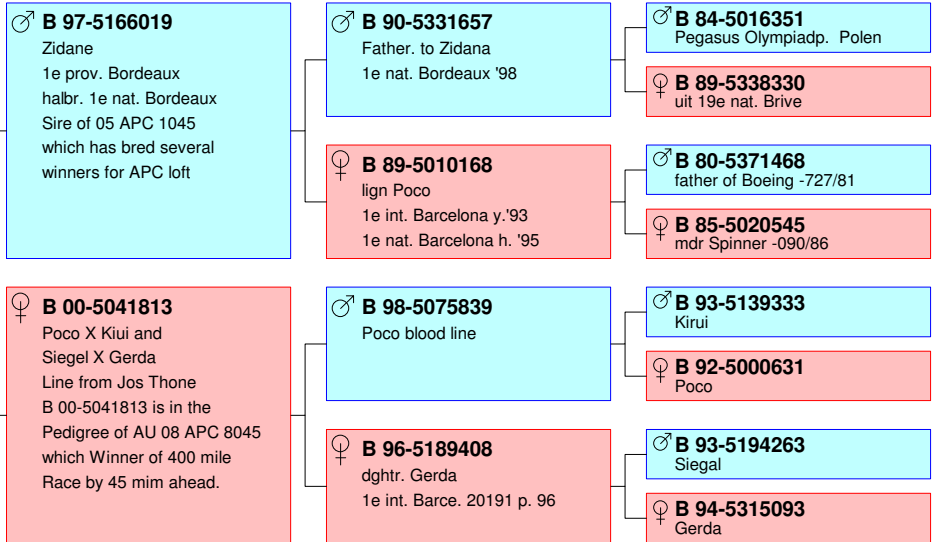 B 97-5166019
Zidane
1e prov. Bordeaux
halbr. 1e nat. Bordeaux
Sire of 05 APC 1045
which has bred several
winners for APC loft
B 00-5041813
Poco X Kiui and
Siegel X Gerda
Line from Jos Thone
B 00-5041813 is in the
Pedigree of AU 08 APC 8045
which Winner of 400 mile
Race by 45 mim ahead.
B 90-5331657
Father. to Zidana
1e nat. Bordeaux '98
B 89-5010168
lign Poco
1e int. Barcelona y.'93
1e nat. Barcelona h. '95
B 98-5075839
Poco blood line
B 96-5189408
dghtr. Gerda
1e int. Barce. 20191 p. 96
B 84-5016351
Pegasus Olympiadp.  Polen
B 89-5338330
uit 19e nat. Brive
B 80-5371468
father of Boeing -727/81
B 85-5020545
mdr Spinner -090/86
B 93-5139333
Kirui
B 92-5000631
Poco
B 93-5194263
Siegal
B 94-5315093
Gerda